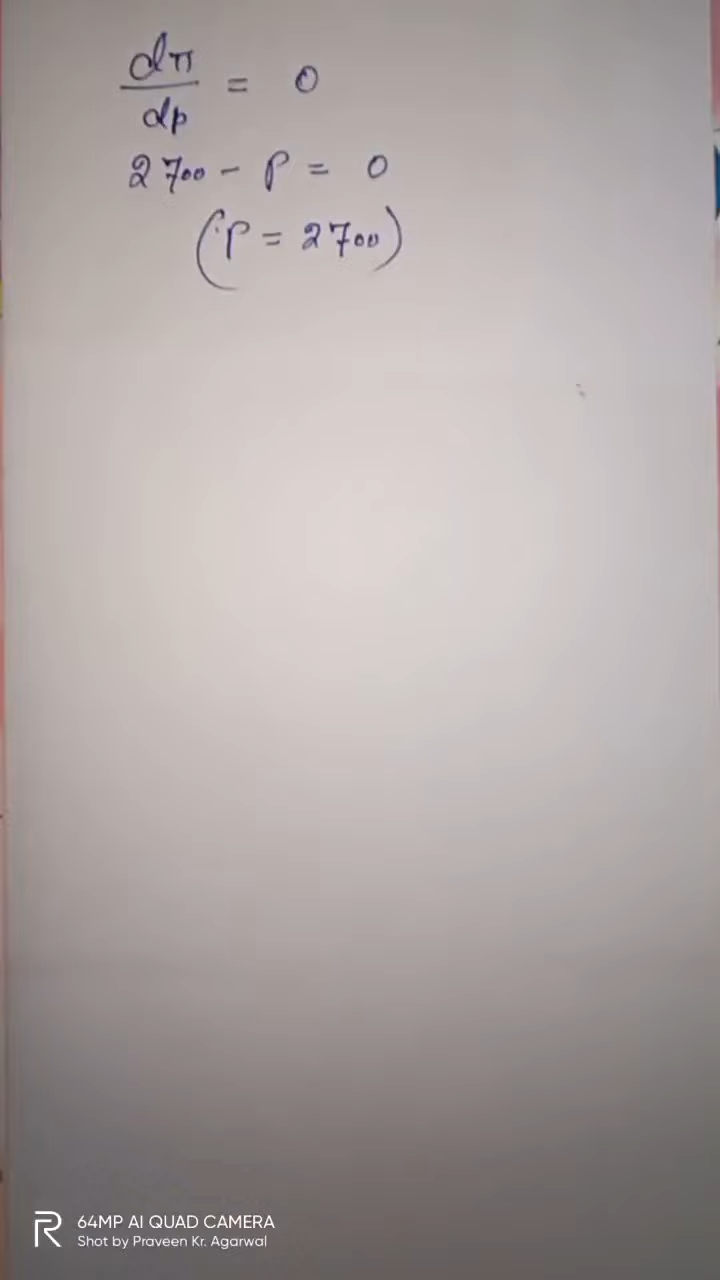 dπ/dp = 0
2700 - P = 0
(P = 2700)
64MP AI QUAD CAMERA
Shot by Praveen Kr. Agarwal